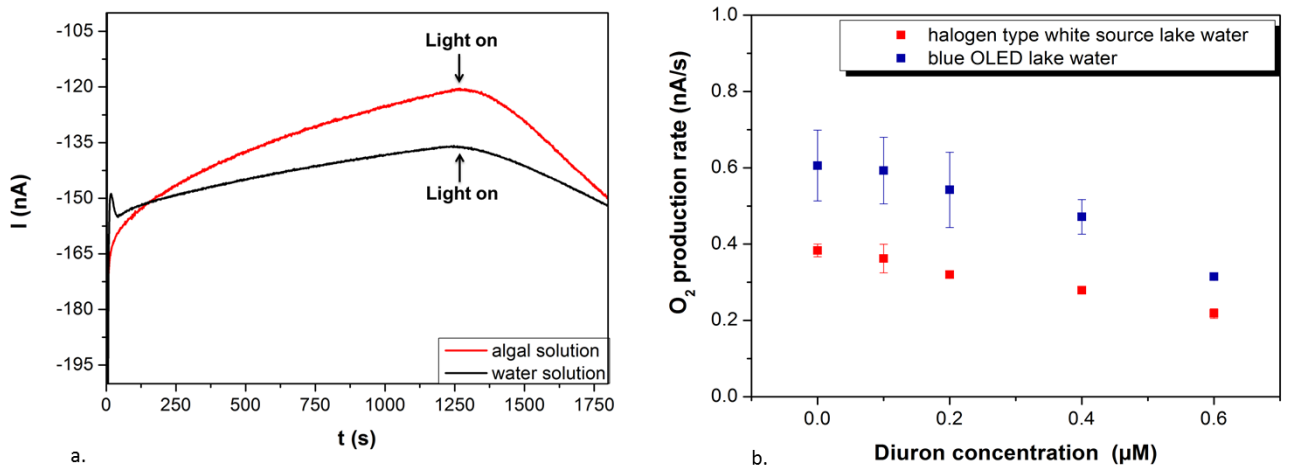 -105
-120
-135
-150
-165
-180
-195
I (nA)
Light on
Light on
algal solution
water solution
0 250 500 750 1000 1250 1500 1750
t (s)
a.
1.0
0.8
0.6
0.4
0.2
0.0
O2 production rate (nA/s)
halogen type white source lake water
blue OLED lake water
0.0 0.2 0.4 0.6
Diuron concentration (µM)
b.